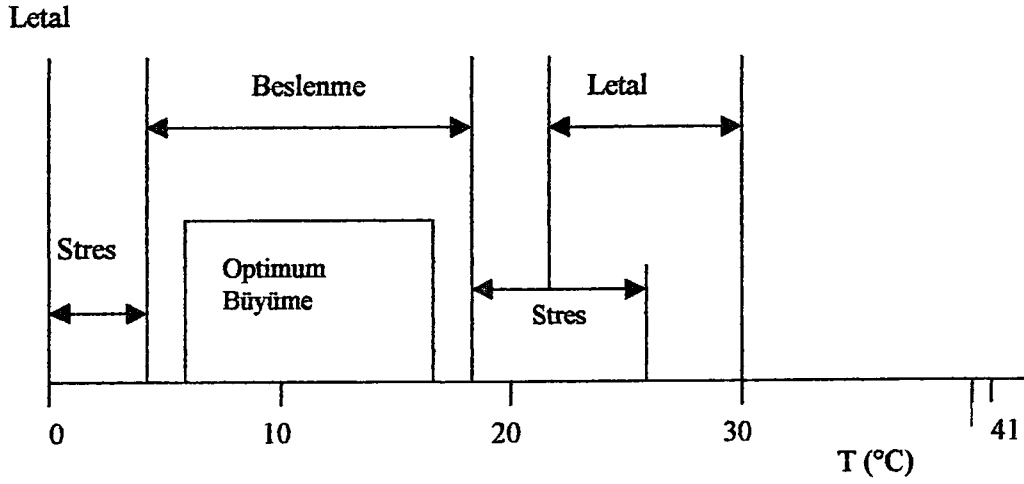 Letal
Beslenme
Letal
Stres
Optimum
Büyüme
Stres
0
10
20
30
41
T (°C)